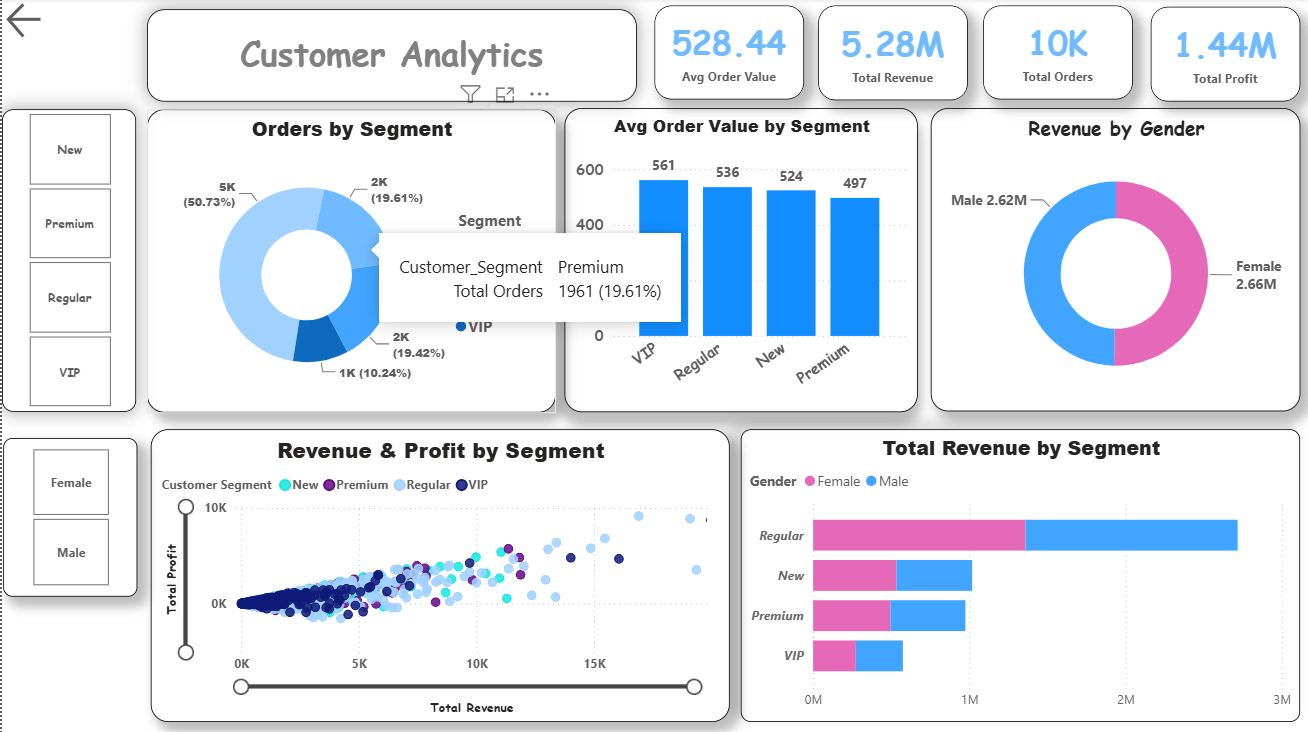 Customer Analytics
528.44
Avg Order Value
5.28M
Total Revenue
10K
Total Orders
1.44M
Total Profit
New
Premium
Regular
VIP
Orders by Segment
5K
(50.73%)
2K
(19.61%)
2K
(19.42%)
1K (10.24%)
Segment
VIP
Customer_Segment Premium
Total Orders 1961 (19.61%)
Avg Order Value by Segment
600
400
0
561
536
524
497
VIP
Regular
New
Premium
Revenue by Gender
Male 2.62M
Female
2.66M
Female
Male
Revenue & Profit by Segment
Customer Segment New Premium Regular VIP
Total Profit
10K
0K
0K 5K 10K 15K
Total Revenue
Total Revenue by Segment
Gender Female Male
Regular
New
Premium
VIP
0M 1M 2M 3M